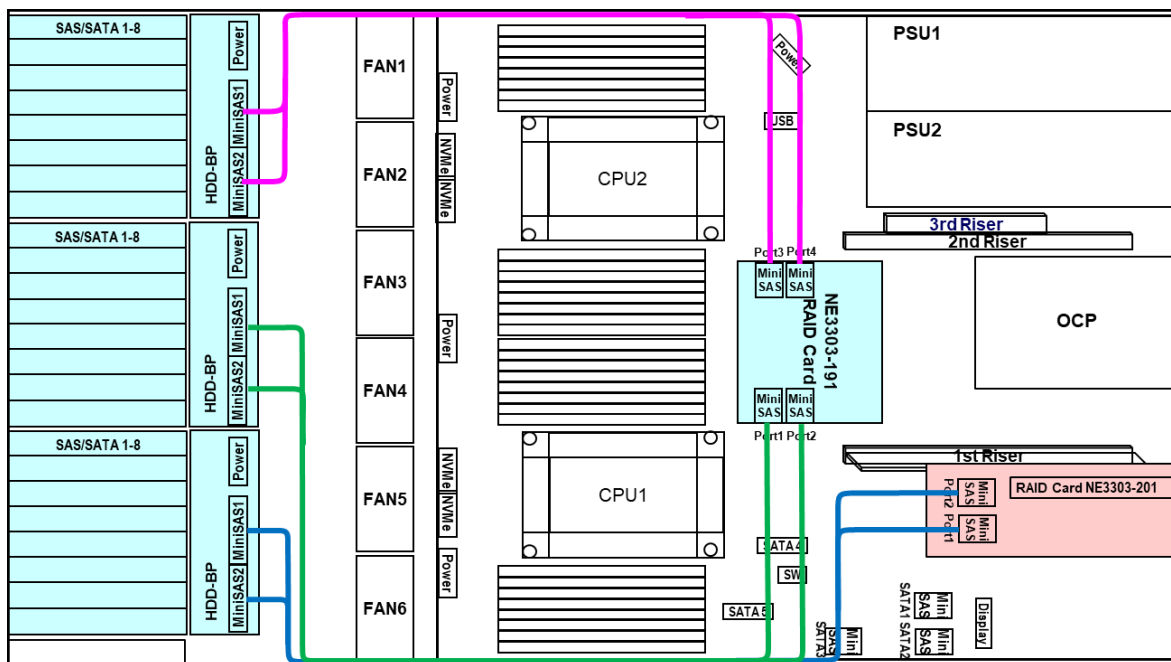 SAS/SATA 1-8
Power
MiniSAS1
MiniSAS2
HDD-BP
SAS/SATA 1-8
Power
MiniSAS1
MiniSAS2
HDD-BP
SAS/SATA 1-8
Power
MiniSAS1
MiniSAS2
HDD-BP
FAN1
FAN2
FAN3
FAN4
FAN5
FAN6
Power
NVMe
NVMe
Power
NVMe
NVMe
Power
CPU2
CPU1
Power
USB
Port3
Port4
Mini
SAS
Mini
SAS
NE3303-191
RAID Card
Mini
SAS
Mini
SAS
Port1
Port2
SATA4
SW
SATA5
PSU1
PSU2
3rd Riser
2nd Riser
OCP
1st Riser
RAID Card NE3303-201
Port2
Mini
SAS
Port1
Mini
SAS
SATA1
Mini
SAS
SATA2
Mini
SAS
SATA3
Mini
SAS
Display